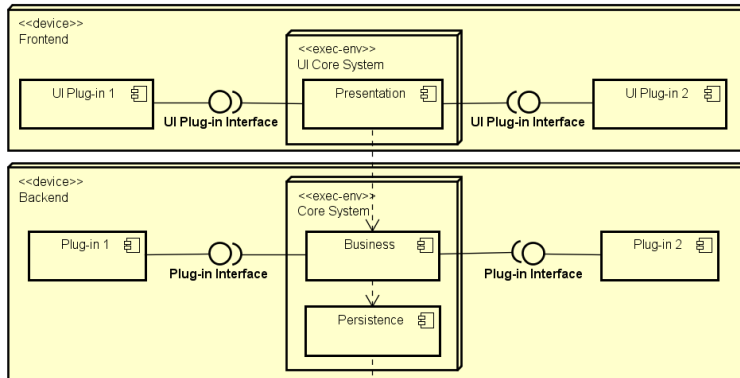 <<device>>
Frontend
<<exec-env>>
UI Core System
UI Plug-in 1
Presentation
UI Plug-in 2
UI Plug-in Interface
UI Plug-in Interface
<<device>>
Backend
<<exec-env>>
Core System
Plug-in 1
Business
Plug-in 2
Plug-in Interface
Plug-in Interface
Persistence